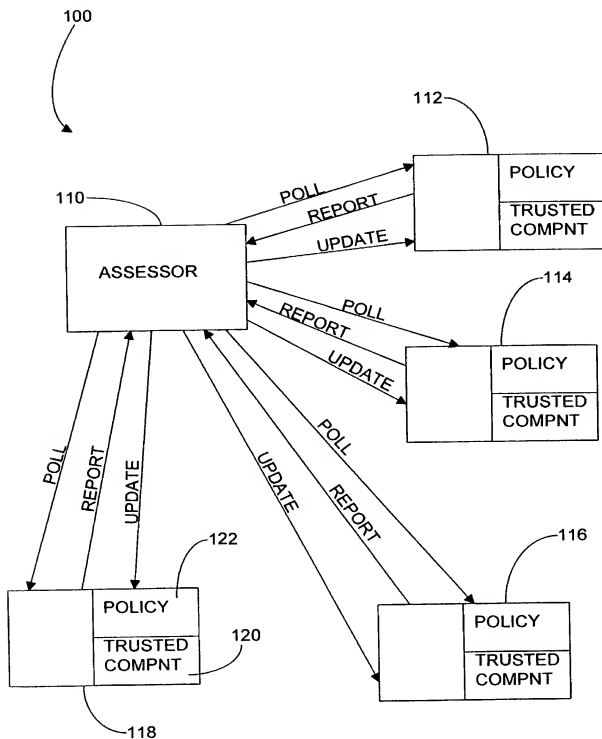 100
112
POLL
REPORT
UPDATE
POLICY
TRUSTED
COMPNT
110
ASSESSOR
114
POLL
REPORT
UPDATE
POLICY
TRUSTED
COMPNT
POLL
REPORT
UPDATE
POLL
REPORT
UPDATE
116
POLICY
TRUSTED
COMPNT
122
POLICY
120
TRUSTED
COMPNT
118